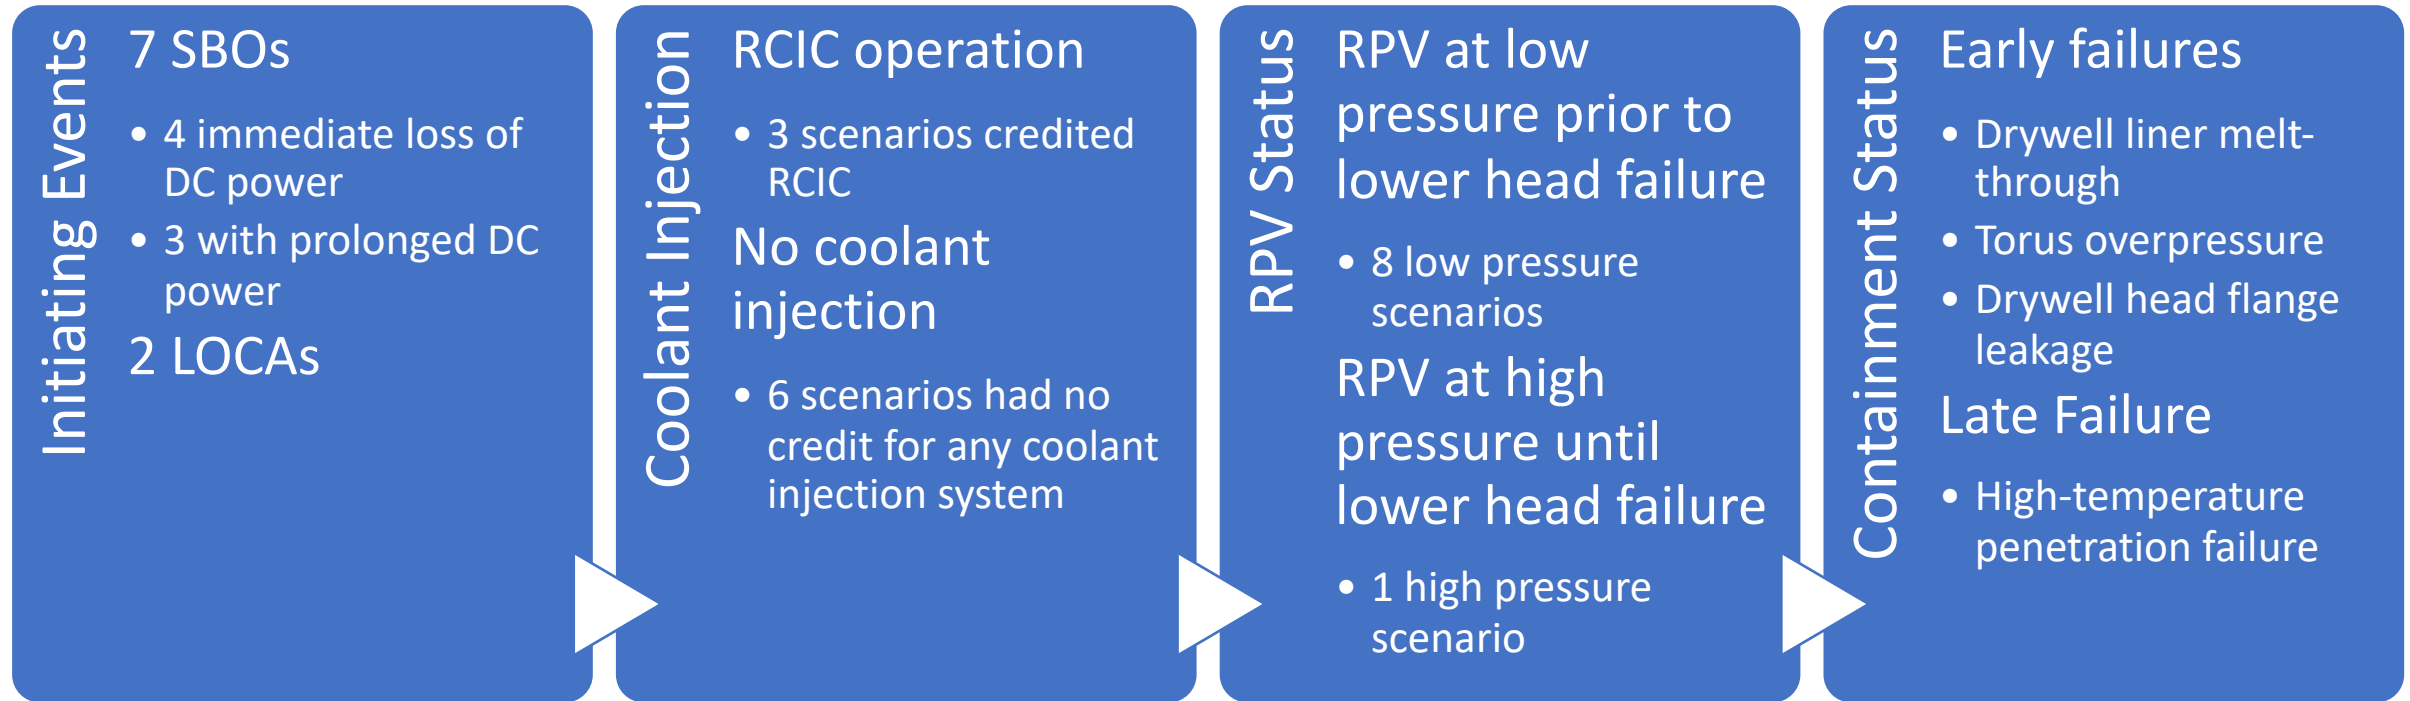 Initiating Events
7 SBOs
• 4 immediate loss of
DC power
• 3 with prolonged DC
power
2 LOCAs
Coolant Injection
RCIC operation
• 3 scenarios credited
RCIC
No coolant
injection
• 6 scenarios had no
credit for any coolant
injection system
RPV Status
RPV at low
pressure prior to
lower head failure
• 8 low pressure
scenarios
RPV at high
pressure until
lower head failure
• 1 high pressure
scenario
Containment Status
Early failures
• Drywell liner melt-
through
• Torus overpressure
• Drywell head flange
leakage
Late Failure
• High-temperature
penetration failure